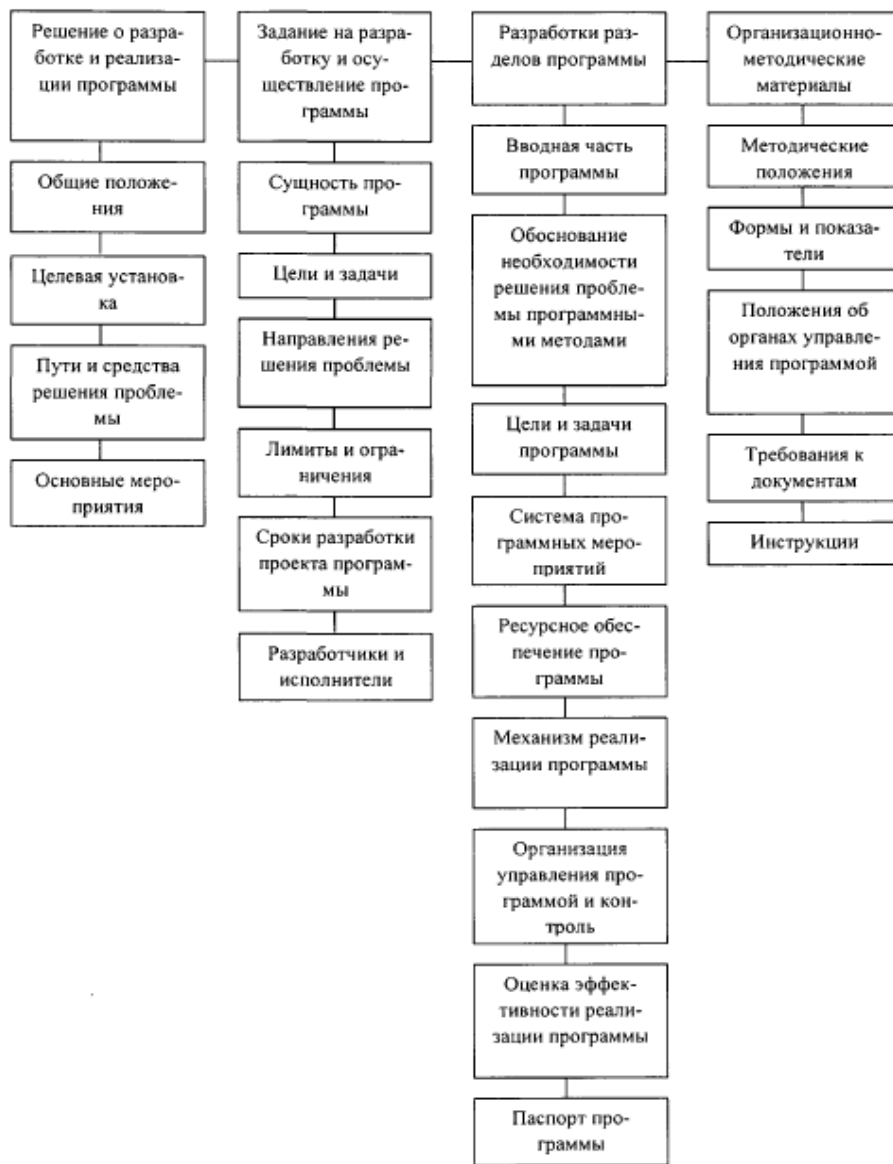 Решение о разра-
ботке и реализа-
ции программы
Общие положе-
ния
Целевая установ-
ка
Пути и средства
решения пробле-
мы
Основные меро-
приятия
Задание на разра-
ботку и осу-
ществление про-
граммы
Сущность про-
граммы
Цели и задачи
Направления ре-
шения проблемы
Лимиты и огра-
ничения
Сроки разработки
проекта програм-
мы
Разработчики и
исполнители
Разработки раз-
делов программы
Вводная часть
программы
Обоснование
необходимости
решения пробле-
мы программны-
ми методами
Цели и задачи
программы
Система про-
граммных меро-
приятий
Ресурсное обес-
печение про-
граммы
Механизм реали-
зации программы
Организация
управления про-
граммой и кон-
троль
Оценка эффек-
тивности реали-
зации программы
Паспорт про-
граммы
Организационно-
методические
материалы
Методические
положения
Формы и показа-
тели
Положения об
органах управле-
ния программой
Требования к
документам
Инструкции